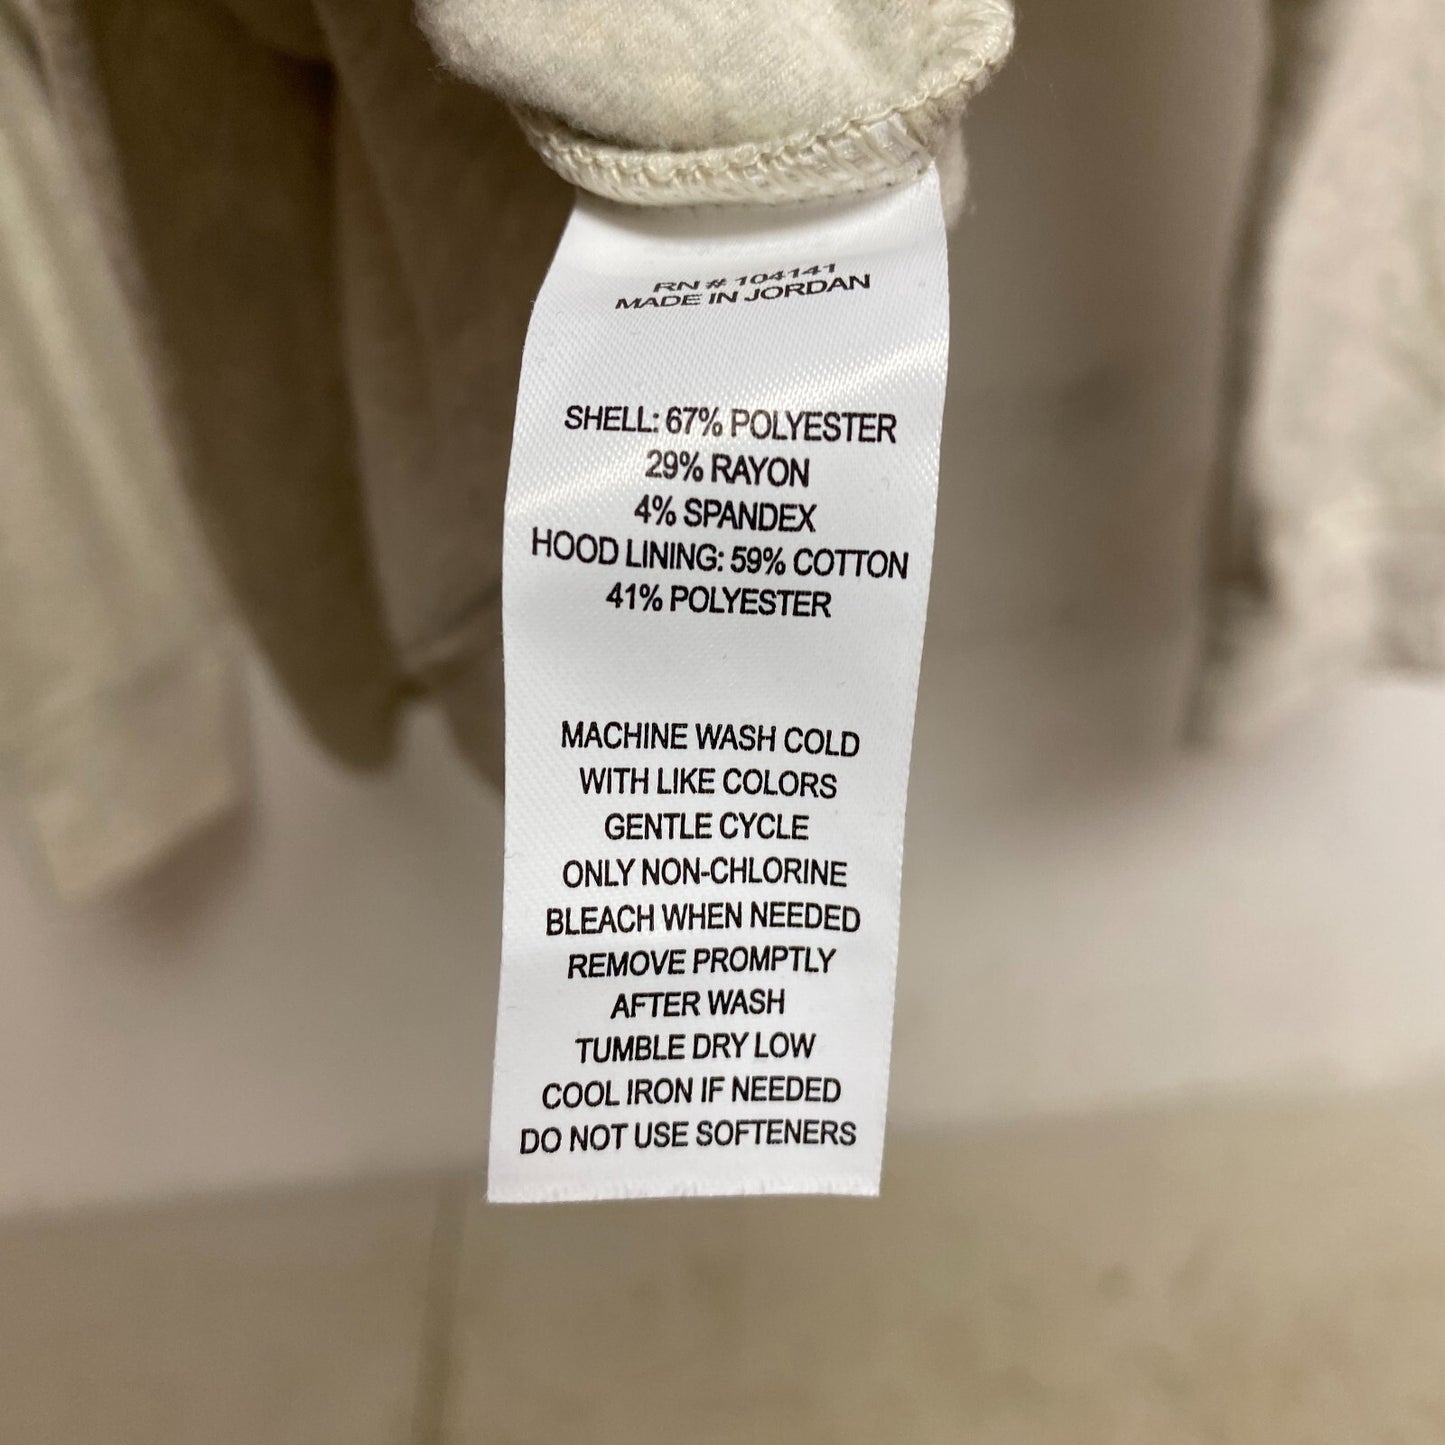 RN # 104141
MADE IN JORDAN
SHELL: 67% POLYESTER
29% RAYON
4% SPANDEX
HOOD LINING: 59% COTTON
41% POLYESTER
MACHINE WASH COLD
WITH LIKE COLORS
GENTLE CYCLE
ONLY NON-CHLORINE
BLEACH WHEN NEEDED
REMOVE PROMPTLY
AFTER WASH
TUMBLE DRY LOW
COOL IRON IF NEEDED
DO NOT USE SOFTENERS